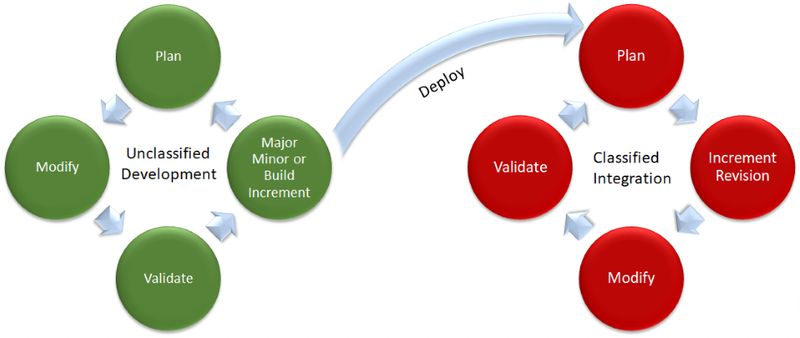 Plan
Modify
Unclassified
Development
Major
Minor or
Build
Increment
Validate
Deploy
Plan
Validate
Classified
Integration
Increment
Revision
Modify